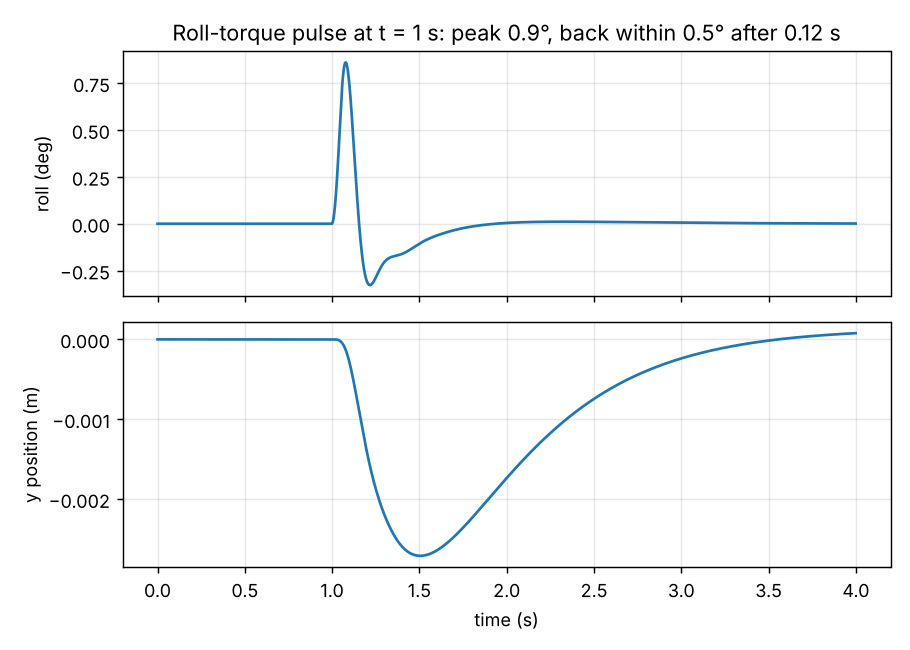 Roll-torque pulse at t = 1 s: peak 0.9°, back within 0.5° after 0.12 s
0.75
0.50
0.25
0.00
−0.25
roll (deg)
0.000
−0.001
−0.002
y position (m)
0.0 0.5 1.0 1.5 2.0 2.5 3.0 3.5 4.0
time (s)